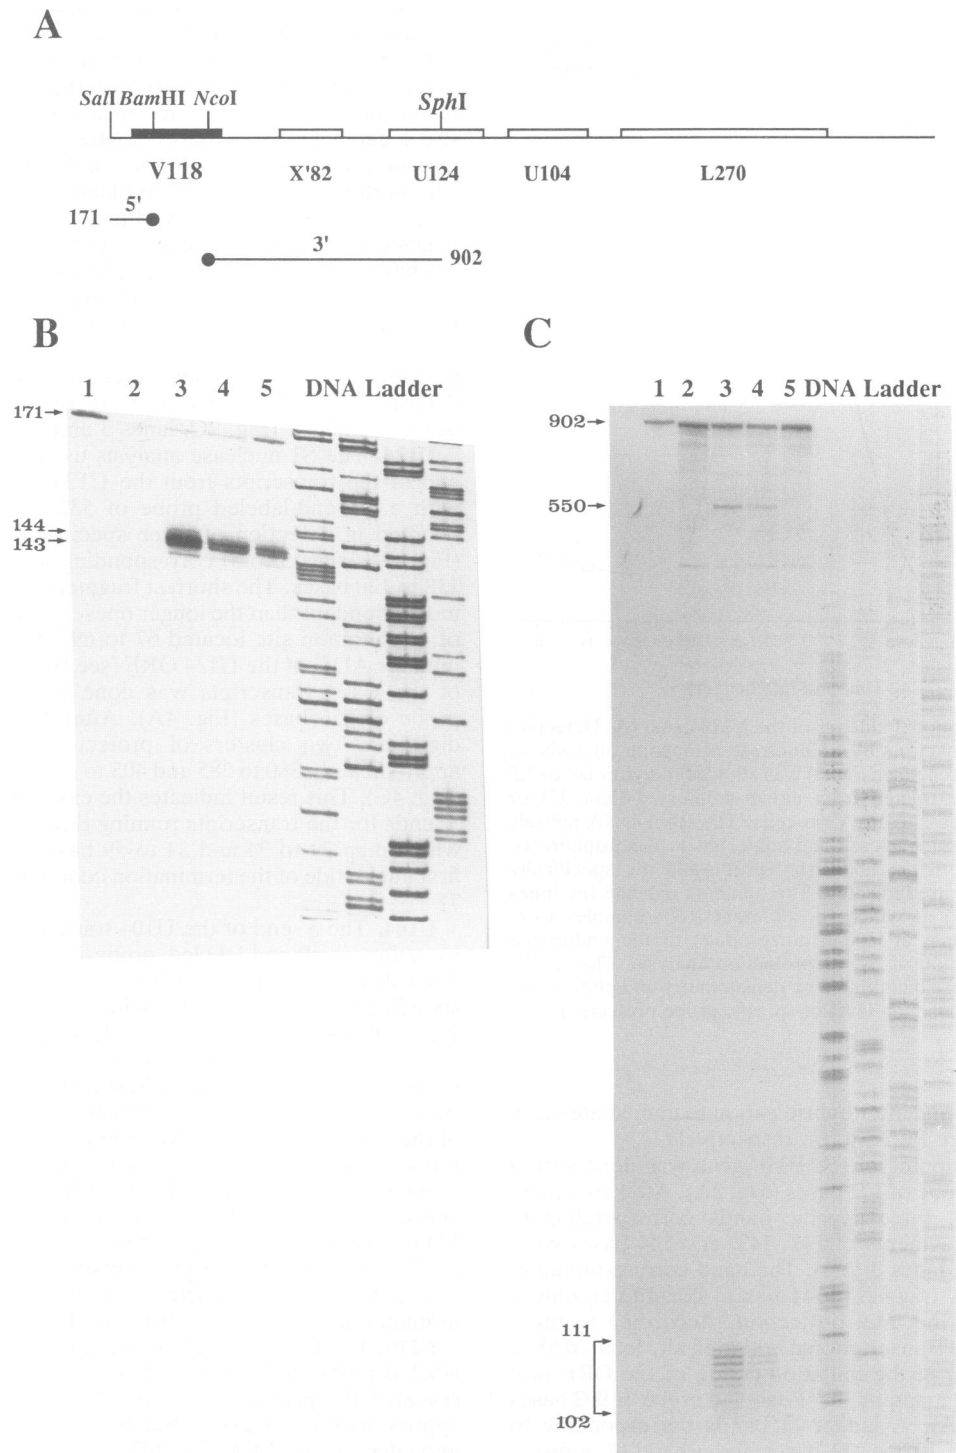 A
SalI BamHI NcoI SphI
V118 X'82 U124 U104 L270
171 5'
3' 902
B
1 2 3 4 5 DNA Ladder
171
144
143
C
1 2 3 4 5 DNA Ladder
902
550
111
102